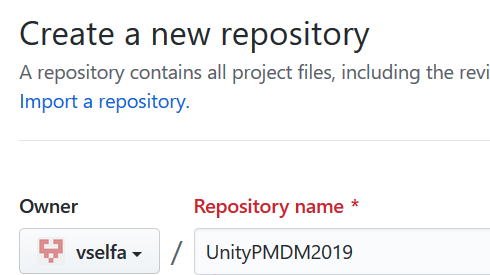 Create a new repository
A repository contains all project files, including the revi
Import a repository.
Owner Repository name *
vselfa / UnityPMDM2019